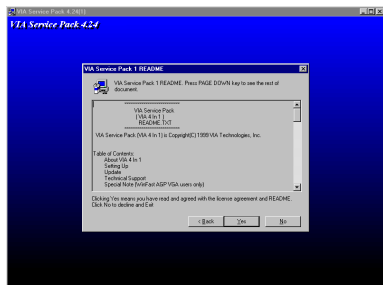 VIA Service Pack 4.24(1)
VIA Service Pack 4.24
VIA Service Pack 1 README
VIA Service Pack 1 README. Press PAGE DOWN key to see the rest of
document.
VIA Service Pack
( VIA 4 In 1 )
README.TXT
VIA Service Pack (VIA 4 In 1) is Copyright(C) 1999 VIA Technologies, Inc.
Table of Contents:
About VIA 4 in 1
Setting Up
Update
Technical Support
Special Note (WinFast AGP VGA users only)
Clicking Yes means you have read and agreed with the license agreement and README.
Click No to decline and Exit
< Back
Yes
No